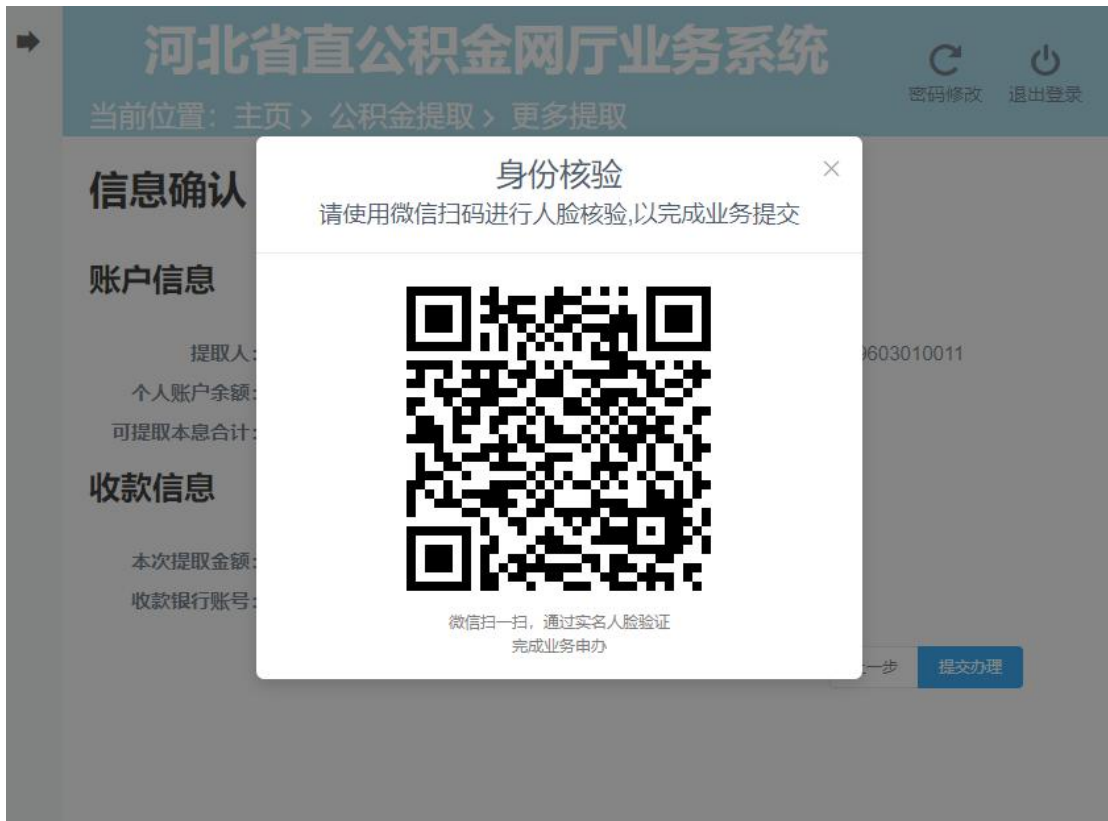 河北省直公积金网厅业务系统
密码修改 退出登录
当前位置：主页 > 公积金提取 > 更多提取
身份核验
×
请使用微信扫码进行人脸核验,以完成业务提交
信息确认
账户信息
提取人: 9603010011
个人账户余额:
可提取本息合计:
收款信息
本次提取金额:
收款银行账号:
微信扫一扫，通过实名人脸验证
完成业务申办
一步 提交办理